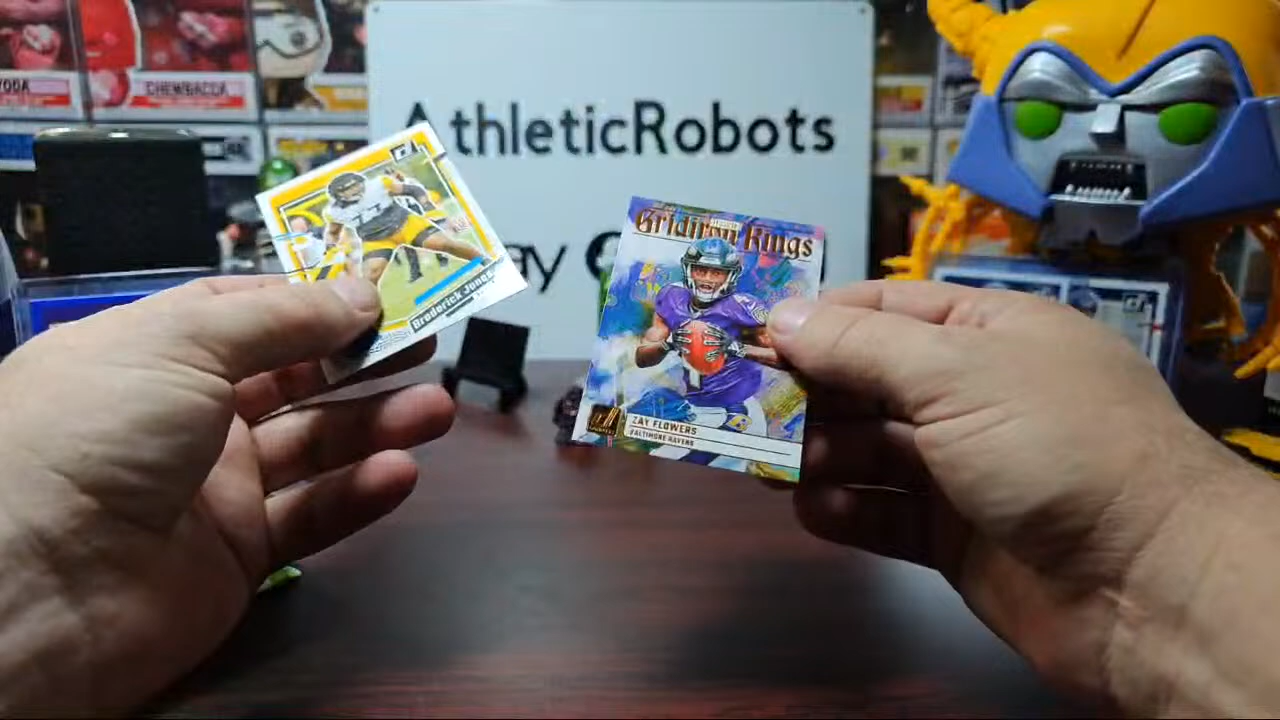 YODA
CHEWBACCA
AthleticRobots
Gridiron Kings
Broderick Jones
ZAY FLOWERS
BALTIMORE RAVENS